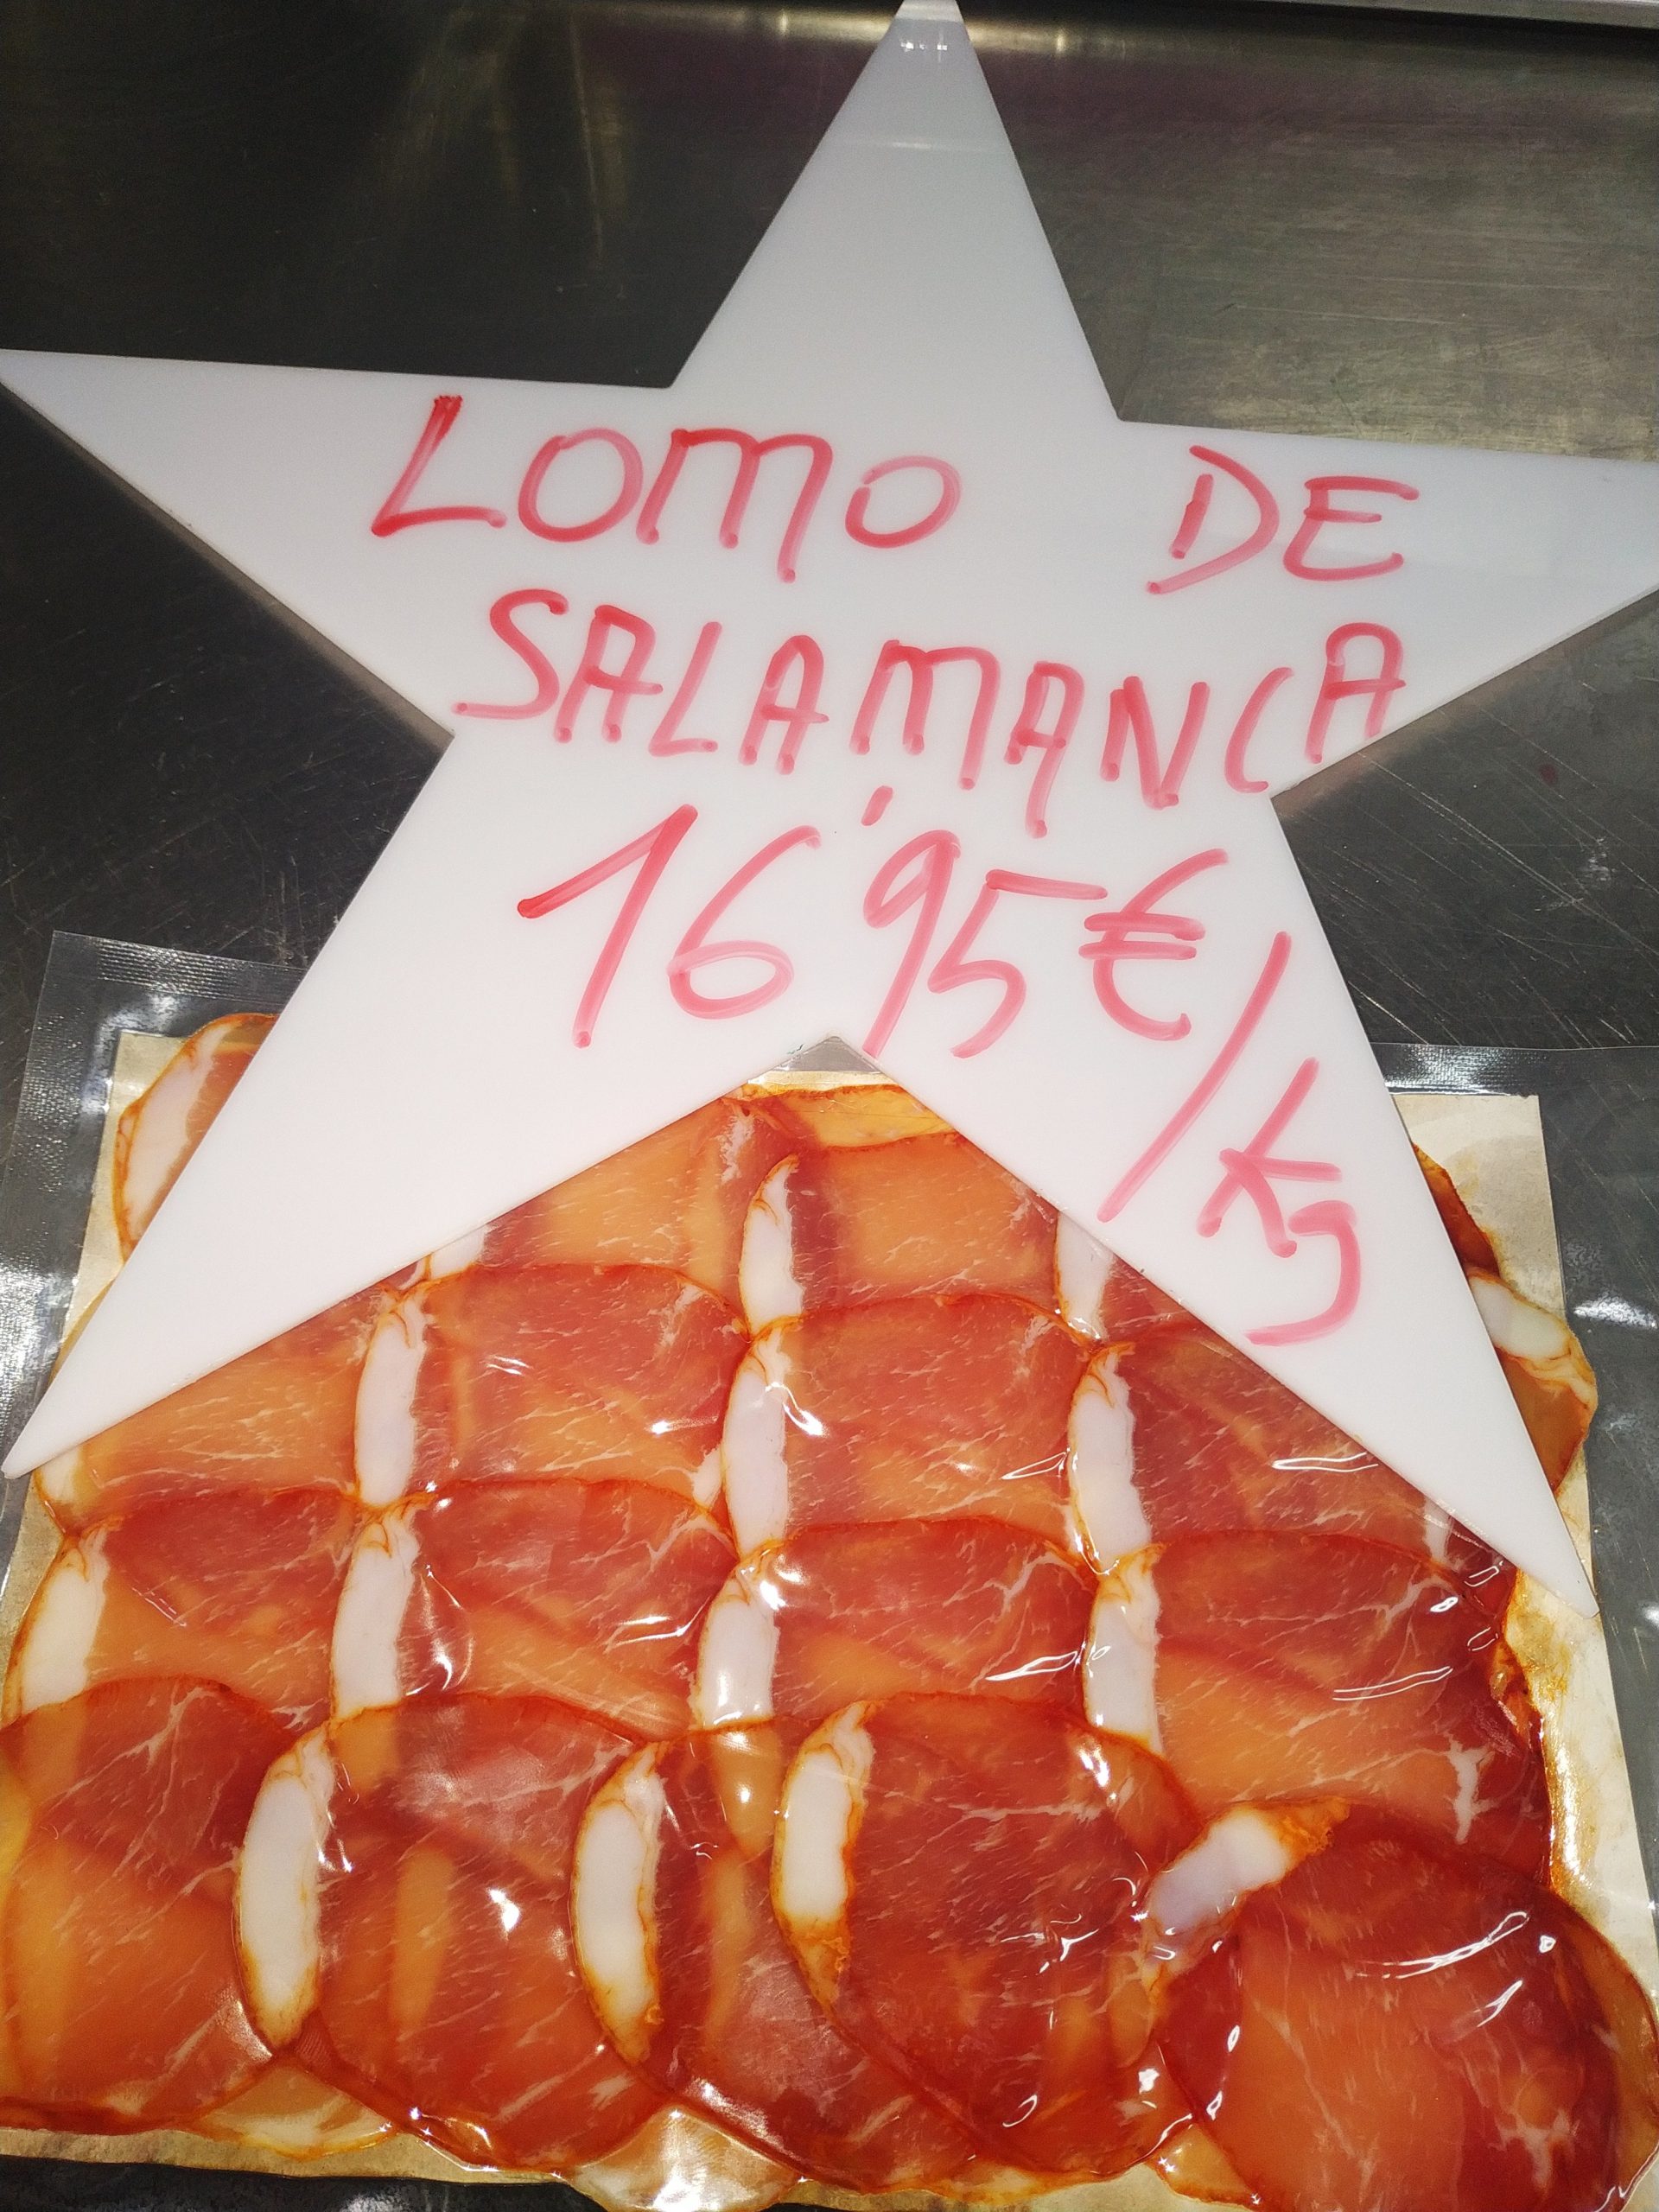 LOMO DE
SALAMANCA
16'95€/Kg